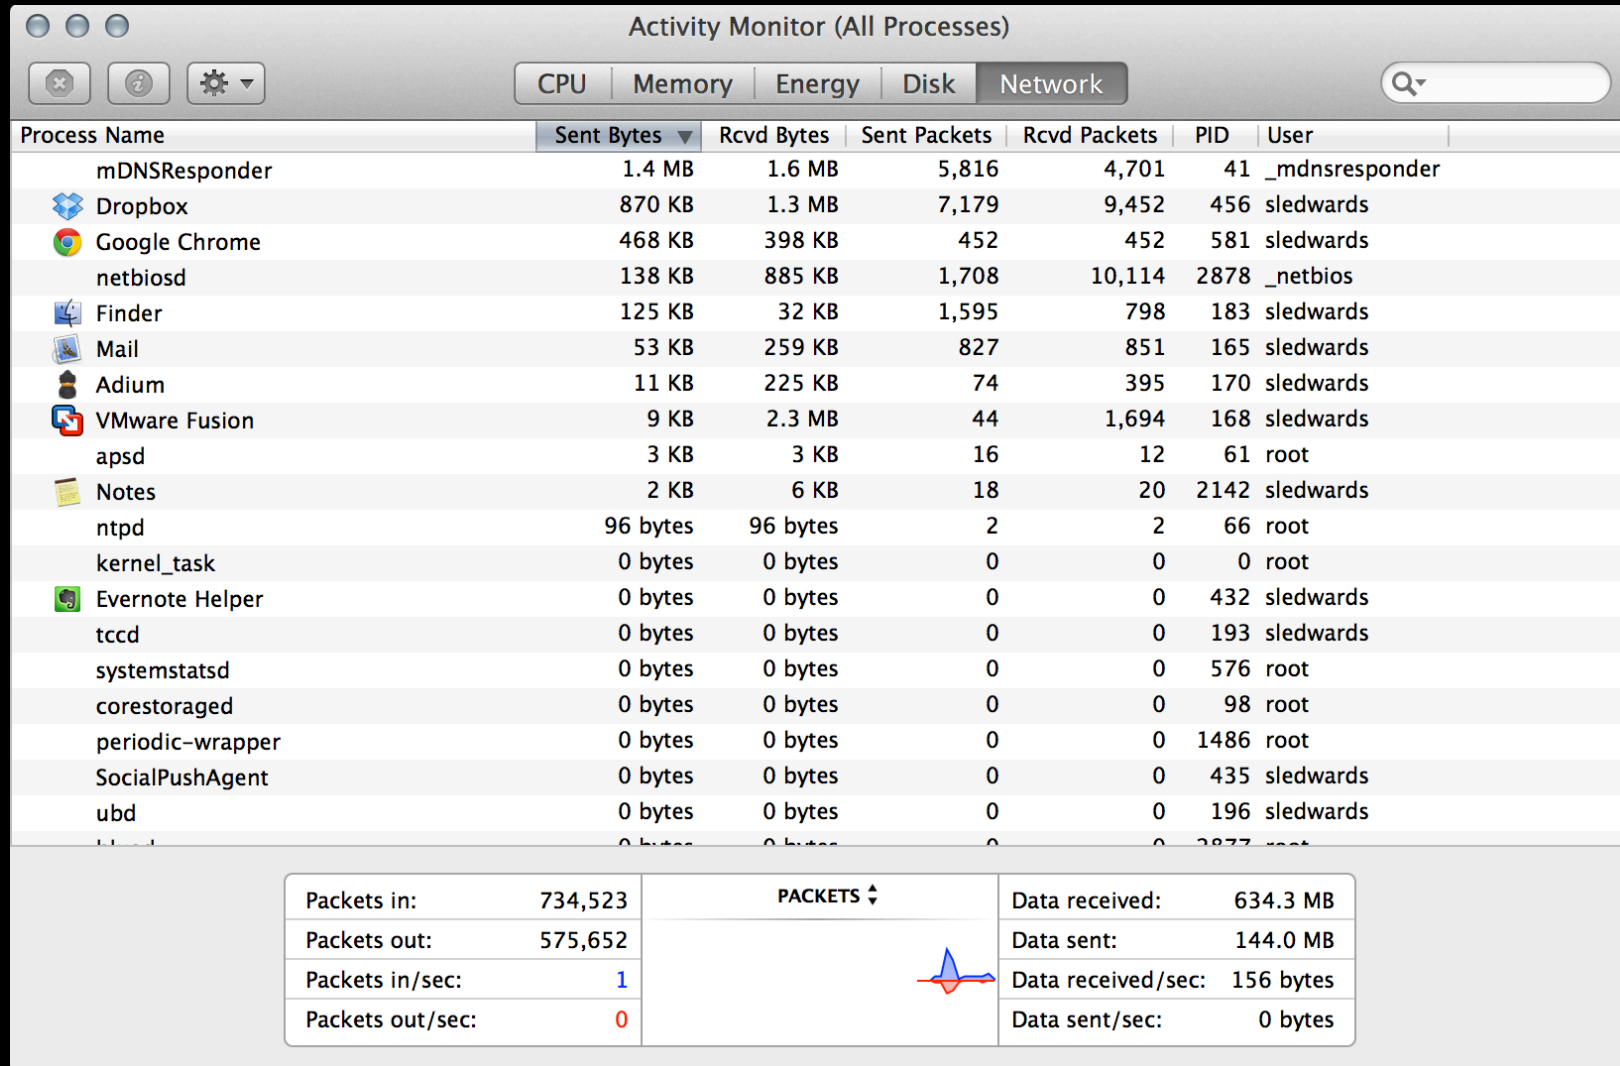 Activity Monitor (All Processes)
CPU Memory Energy Disk Network
Process Name Sent Bytes Rcvd Bytes Sent Packets Rcvd Packets PID User
mDNSResponder 1.4 MB 1.6 MB 5,816 4,701 41 _mdnsresponder
Dropbox 870 KB 1.3 MB 7,179 9,452 456 sledwards
Google Chrome 468 KB 398 KB 452 452 581 sledwards
netbiosd 138 KB 885 KB 1,708 10,114 2878 _netbios
Finder 125 KB 32 KB 1,595 798 183 sledwards
Mail 53 KB 259 KB 827 851 165 sledwards
Adium 11 KB 225 KB 74 395 170 sledwards
VMware Fusion 9 KB 2.3 MB 44 1,694 168 sledwards
apsd 3 KB 3 KB 16 12 61 root
Notes 2 KB 6 KB 18 20 2142 sledwards
ntpd 96 bytes 96 bytes 2 2 66 root
kernel_task 0 bytes 0 bytes 0 0 0 root
Evernote Helper 0 bytes 0 bytes 0 0 432 sledwards
tccd 0 bytes 0 bytes 0 0 193 sledwards
systemstatsd 0 bytes 0 bytes 0 0 576 root
corestoraged 0 bytes 0 bytes 0 0 98 root
periodic-wrapper 0 bytes 0 bytes 0 0 1486 root
SocialPushAgent 0 bytes 0 bytes 0 0 435 sledwards
ubd 0 bytes 0 bytes 0 0 196 sledwards
0 bytes 0 bytes 0 0 2877 root
Packets in: 734,523 PACKETS Data received: 634.3 MB
Packets out: 575,652 Data sent: 144.0 MB
Packets in/sec: 1 Data received/sec: 156 bytes
Packets out/sec: 0 Data sent/sec: 0 bytes